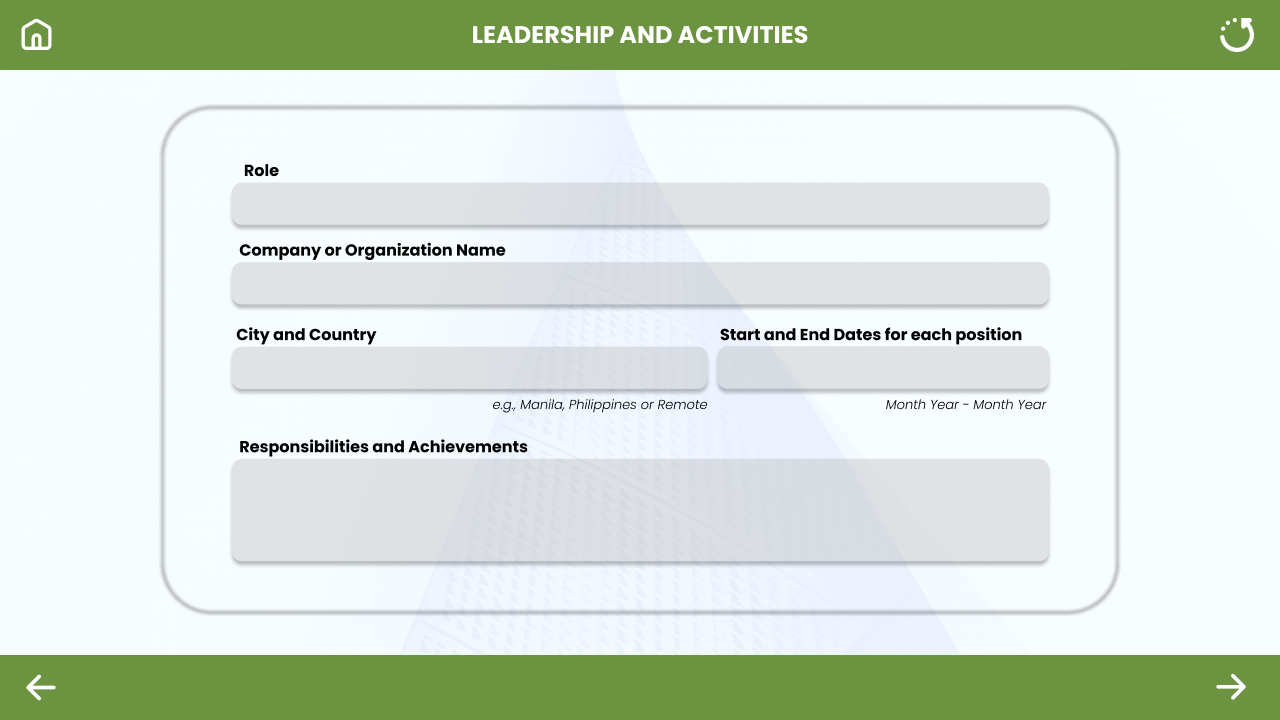 LEADERSHIP AND ACTIVITIES
Role
Company or Organization Name
City and Country
Start and End Dates for each position
e.g., Manila, Philippines or Remote
Month Year - Month Year
Responsibilities and Achievements